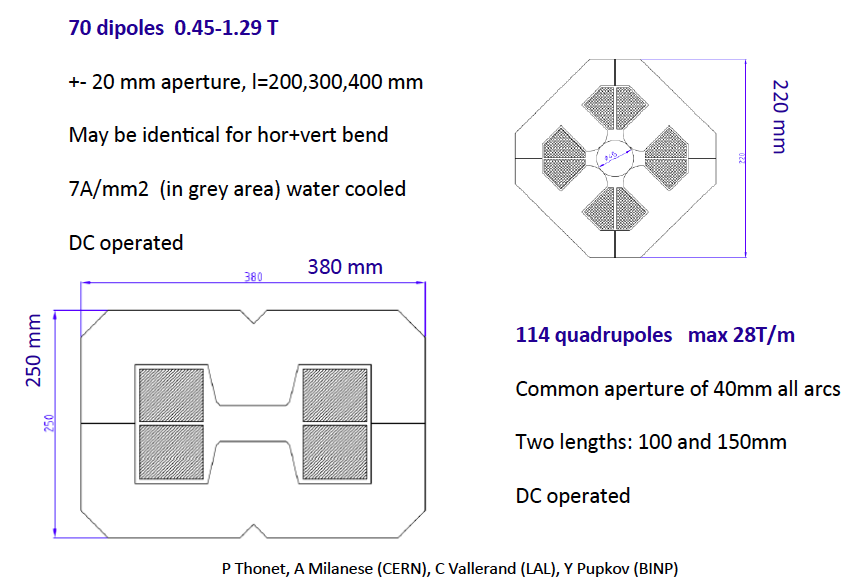 70 dipoles 0.45-1.29 T
+- 20 mm aperture, l=200,300,400 mm
May be identical for hor+vert bend
7A/mm2 (in grey area) water cooled
DC operated
220 mm
220
380 mm
380
250 mm
250
114 quadrupoles max 28T/m
Common aperture of 40mm all arcs
Two lengths: 100 and 150mm
DC operated
P Thonet, A Milanese (CERN), C Vallerand (LAL), Y Pupkov (BINP)